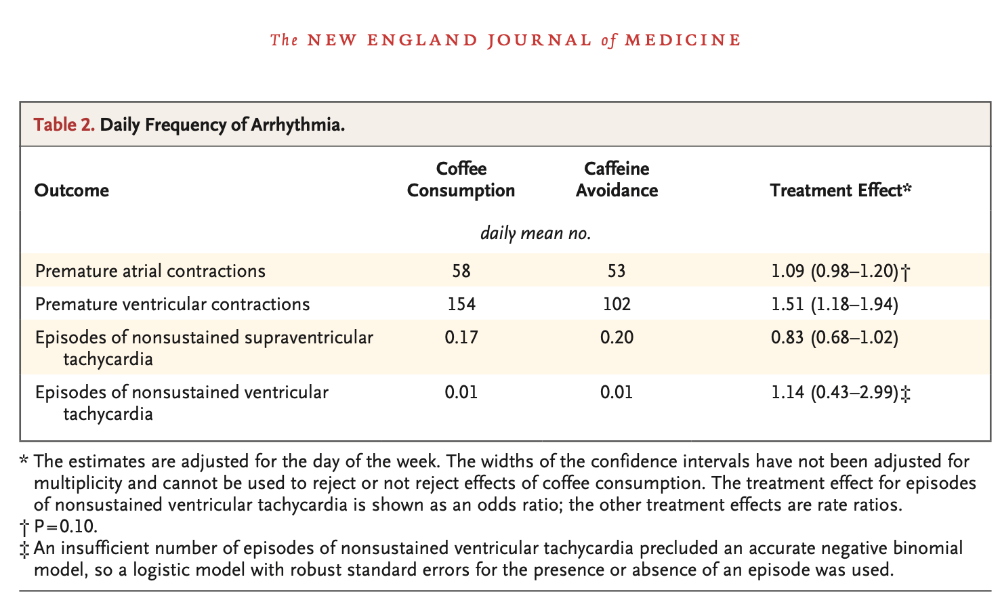 The NEW ENGLAND JOURNAL of MEDICINE
Table 2. Daily Frequency of Arrhythmia.
Outcome Coffee Consumption Caffeine Avoidance Treatment Effect*
daily mean no.
Premature atrial contractions 58 53 1.09 (0.98–1.20)†
Premature ventricular contractions 154 102 1.51 (1.18–1.94)
Episodes of nonsustained supraventricular 0.17 0.20 0.83 (0.68–1.02)
tachycardia
Episodes of nonsustained ventricular 0.01 0.01 1.14 (0.43–2.99)‡
tachycardia
* The estimates are adjusted for the day of the week. The widths of the confidence intervals have not been adjusted for
multiplicity and cannot be used to reject or not reject effects of coffee consumption. The treatment effect for episodes
of nonsustained ventricular tachycardia is shown as an odds ratio; the other treatment effects are rate ratios.
† P=0.10.
‡ An insufficient number of episodes of nonsustained ventricular tachycardia precluded an accurate negative binomial
model, so a logistic model with robust standard errors for the presence or absence of an episode was used.